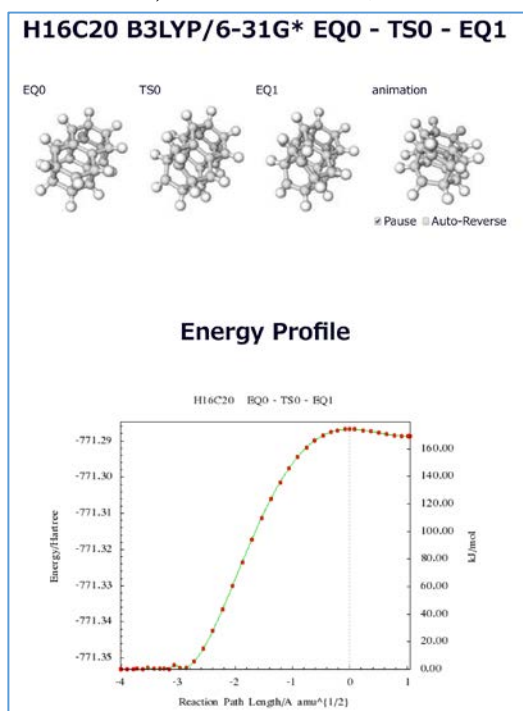 H16C20 B3LYP/6-31G* EQ0 - TS0 - EQ1
EQ0 TS0 EQ1 animation
Pause Auto-Reverse
Energy Profile
H16C20 EQ0 - TS0 - EQ1
-771.29
-771.30
-771.31
-771.32
-771.33
-771.34
-771.35
Energy/Hartree
160.00
140.00
120.00
100.00
80.00
60.00
40.00
20.00
0.00
kJ/mol
-4 -3 -2 -1 0 1
Reaction Path Length/A amu^{1/2}